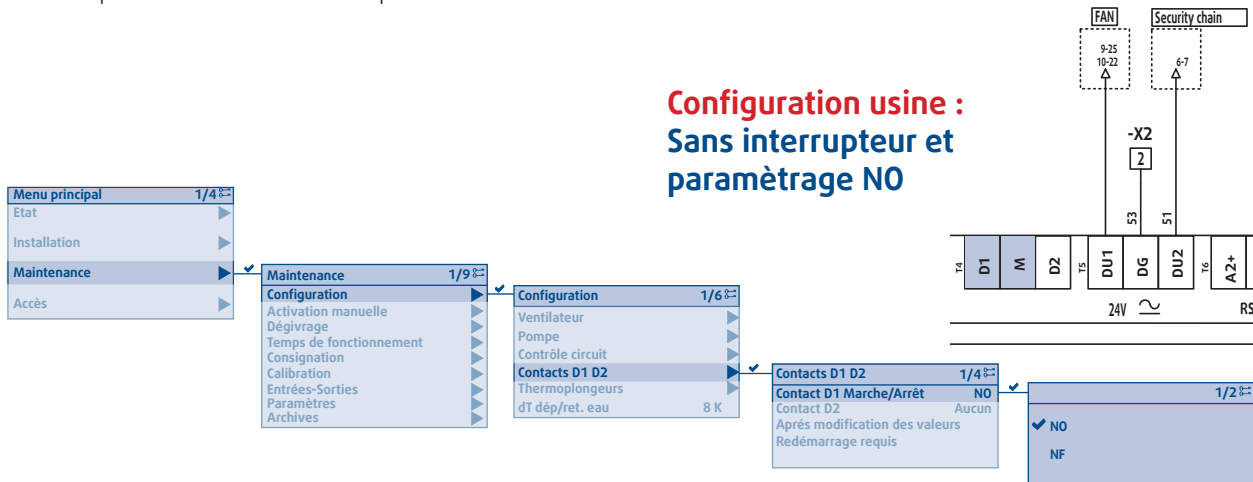 FAN
Security chain
9-25
10-22
6-7
Configuration usine :
Sans interrupteur et
paramètrage NO
-X2
2
53
51
T4
D1
M
D2
T5
DU1
DG
DU2
T6
A2+
24V
RS
Menu principal 1/4
Etat
Installation
Maintenance
Accès
Maintenance 1/9
Configuration
Activation manuelle
Dégivrage
Temps de fonctionnement
Consignation
Calibration
Entrées-Sorties
Paramètres
Archives
Configuration 1/6
Ventilateur
Pompe
Contrôle circuit
Contacts D1 D2
Thermoplongeurs
dT dép/ret. eau 8 K
Contacts D1 D2 1/4
Contact D1 Marche/Arrêt NO
Contact D2 Aucun
Aprés modification des valeurs
Redémarrage requis
1/2
NO
NF